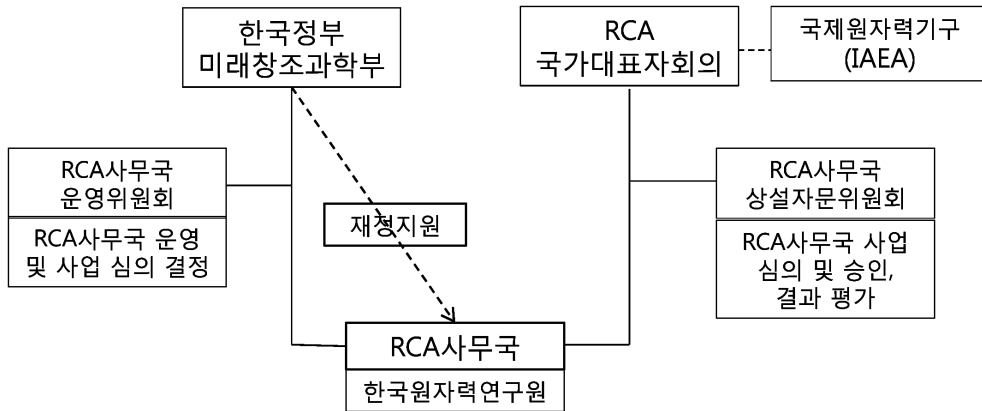 한국정부
미래창조과학부
RCA
국가대표자회의
국제원자력기구
(IAEA)
RCA사무국
운영위원회
RCA사무국 운영
및 사업 심의 결정
재정지원
RCA사무국
상설자문위원회
RCA사무국 사업
심의 및 승인,
결과 평가
RCA사무국
한국원자력연구원